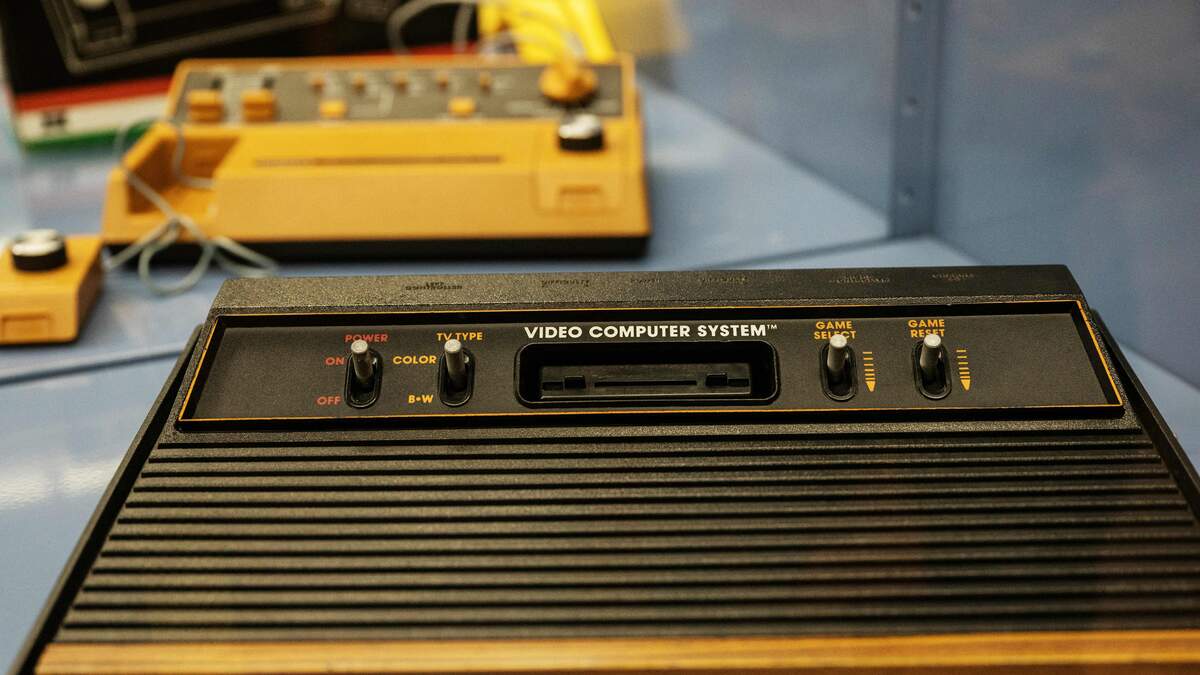 POWER
ON
OFF
TV TYPE
COLOR
B•W
VIDEO COMPUTER SYSTEM™
GAME
SELECT
GAME
RESET